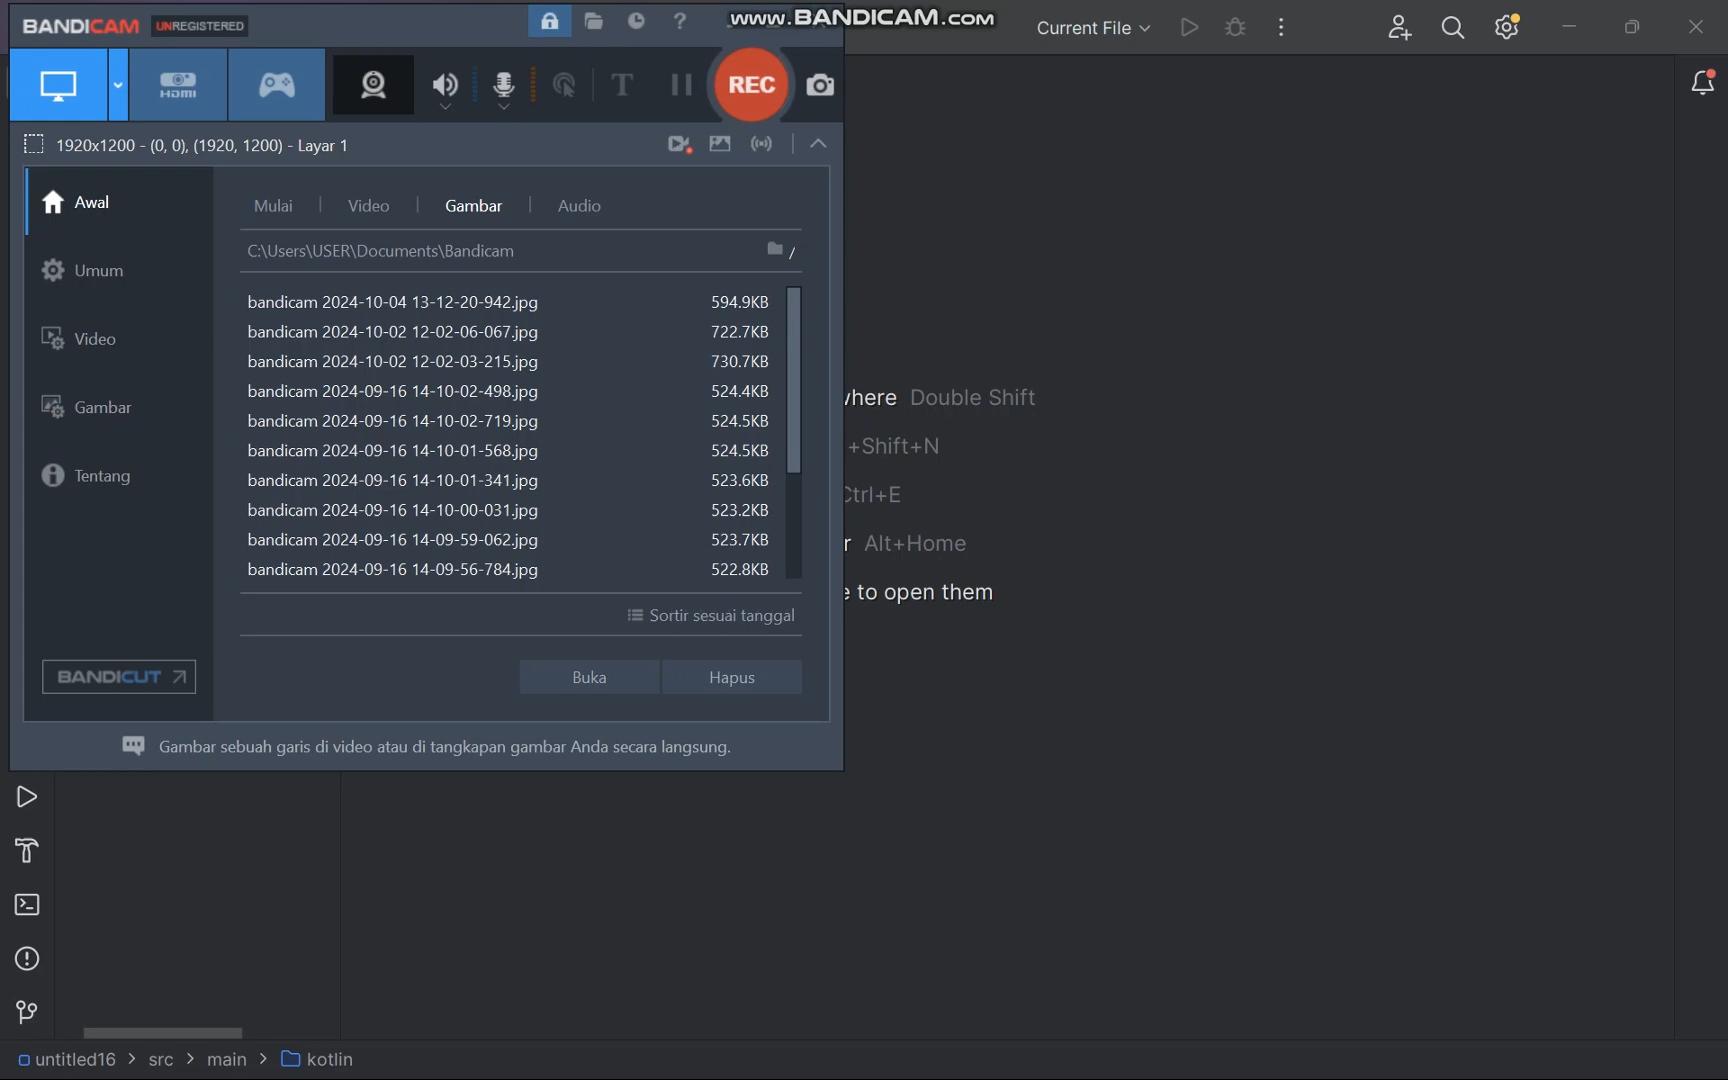 BANDICAM UNREGISTERED
www.BANDICAM.com
Current File
HDMI
T
REC
1920x1200 - (0, 0), (1920, 1200) - Layar 1
Awal
Umum
Video
Gambar
Tentang
BANDICUT
Mulai | Video | Gambar | Audio
C:\Users\USER\Documents\Bandicam
/
bandicam 2024-10-04 13-12-20-942.jpg 594.9KB
bandicam 2024-10-02 12-02-06-067.jpg 722.7KB
bandicam 2024-10-02 12-02-03-215.jpg 730.7KB
bandicam 2024-09-16 14-10-02-498.jpg 524.4KB
bandicam 2024-09-16 14-10-02-719.jpg 524.5KB
bandicam 2024-09-16 14-10-01-568.jpg 524.5KB
bandicam 2024-09-16 14-10-01-341.jpg 523.6KB
bandicam 2024-09-16 14-10-00-031.jpg 523.2KB
bandicam 2024-09-16 14-09-59-062.jpg 523.7KB
bandicam 2024-09-16 14-09-56-784.jpg 522.8KB
Sortir sesuai tanggal
Buka Hapus
Gambar sebuah garis di video atau di tangkapan gambar Anda secara langsung.
where Double Shift
+Shift+N
Ctrl+E
r Alt+Home
e to open them
untitled16 > src > main > kotlin